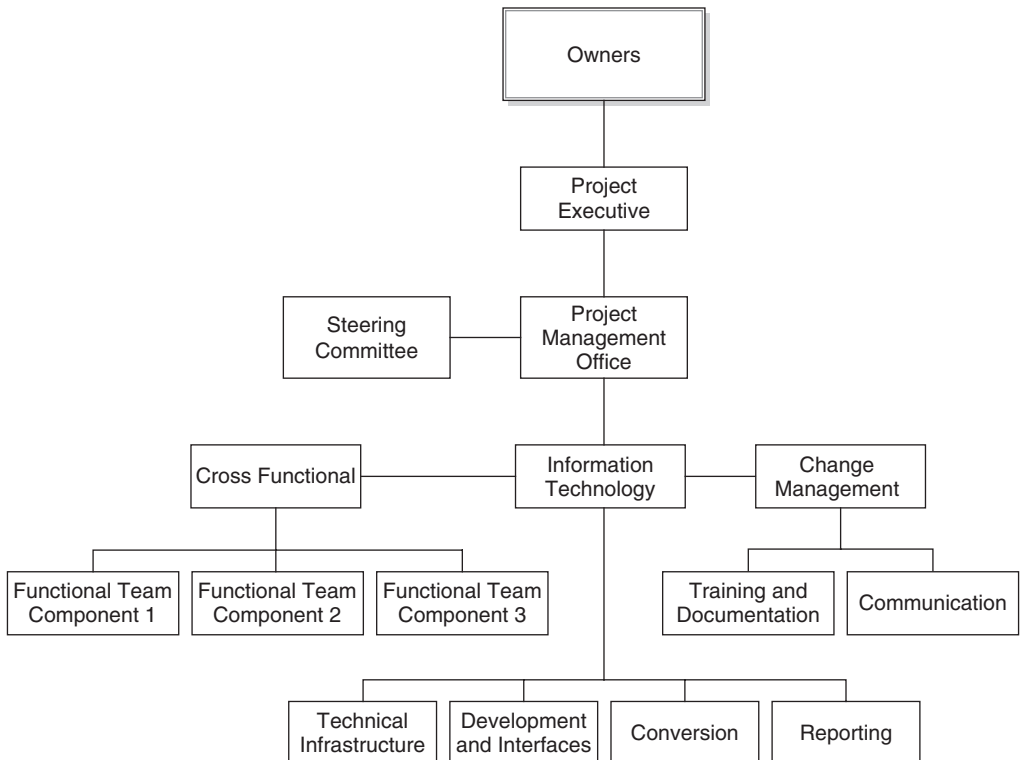 Owners
Project
Executive
Steering
Committee
Project
Management
Office
Cross Functional
Information
Technology
Change
Management
Functional Team
Component 1
Functional Team
Component 2
Functional Team
Component 3
Training and
Documentation
Communication
Technical
Infrastructure
Development
and Interfaces
Conversion
Reporting